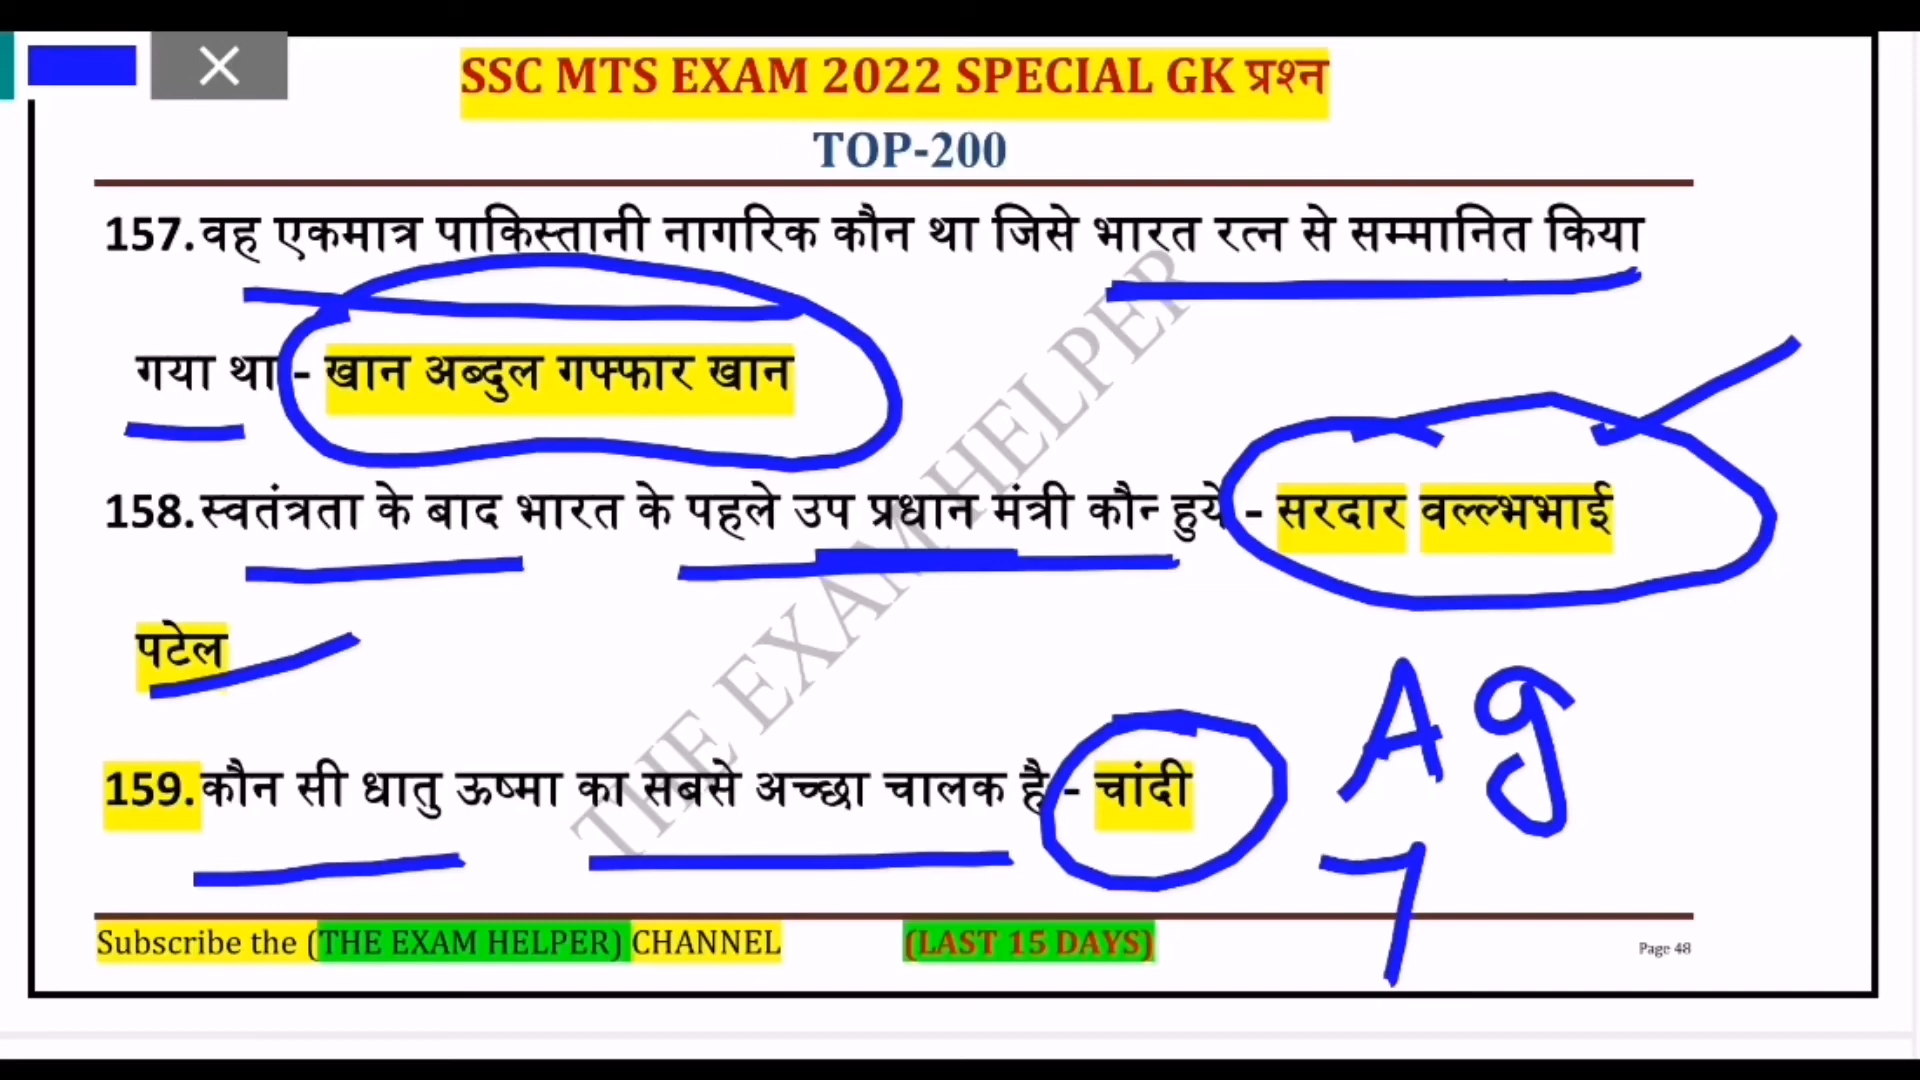 SSC MTS EXAM 2022 SPECIAL GK प्रश्न
TOP-200
157. वह एकमात्र पाकिस्तानी नागरिक कौन था जिसे भारत रत्न से सम्मानित किया
गया था - खान अब्दुल गफ्फार खान
158. स्वतंत्रता के बाद भारत के पहले उप प्रधान मंत्री कौन हुये - सरदार वल्ल्भभाई
पटेल
Ag
159. कौन सी धातु ऊष्मा का सबसे अच्छा चालक है - चांदी
THE EXAM HELPER
Subscribe the (THE EXAM HELPER) CHANNEL (LAST 15 DAYS) Page 48